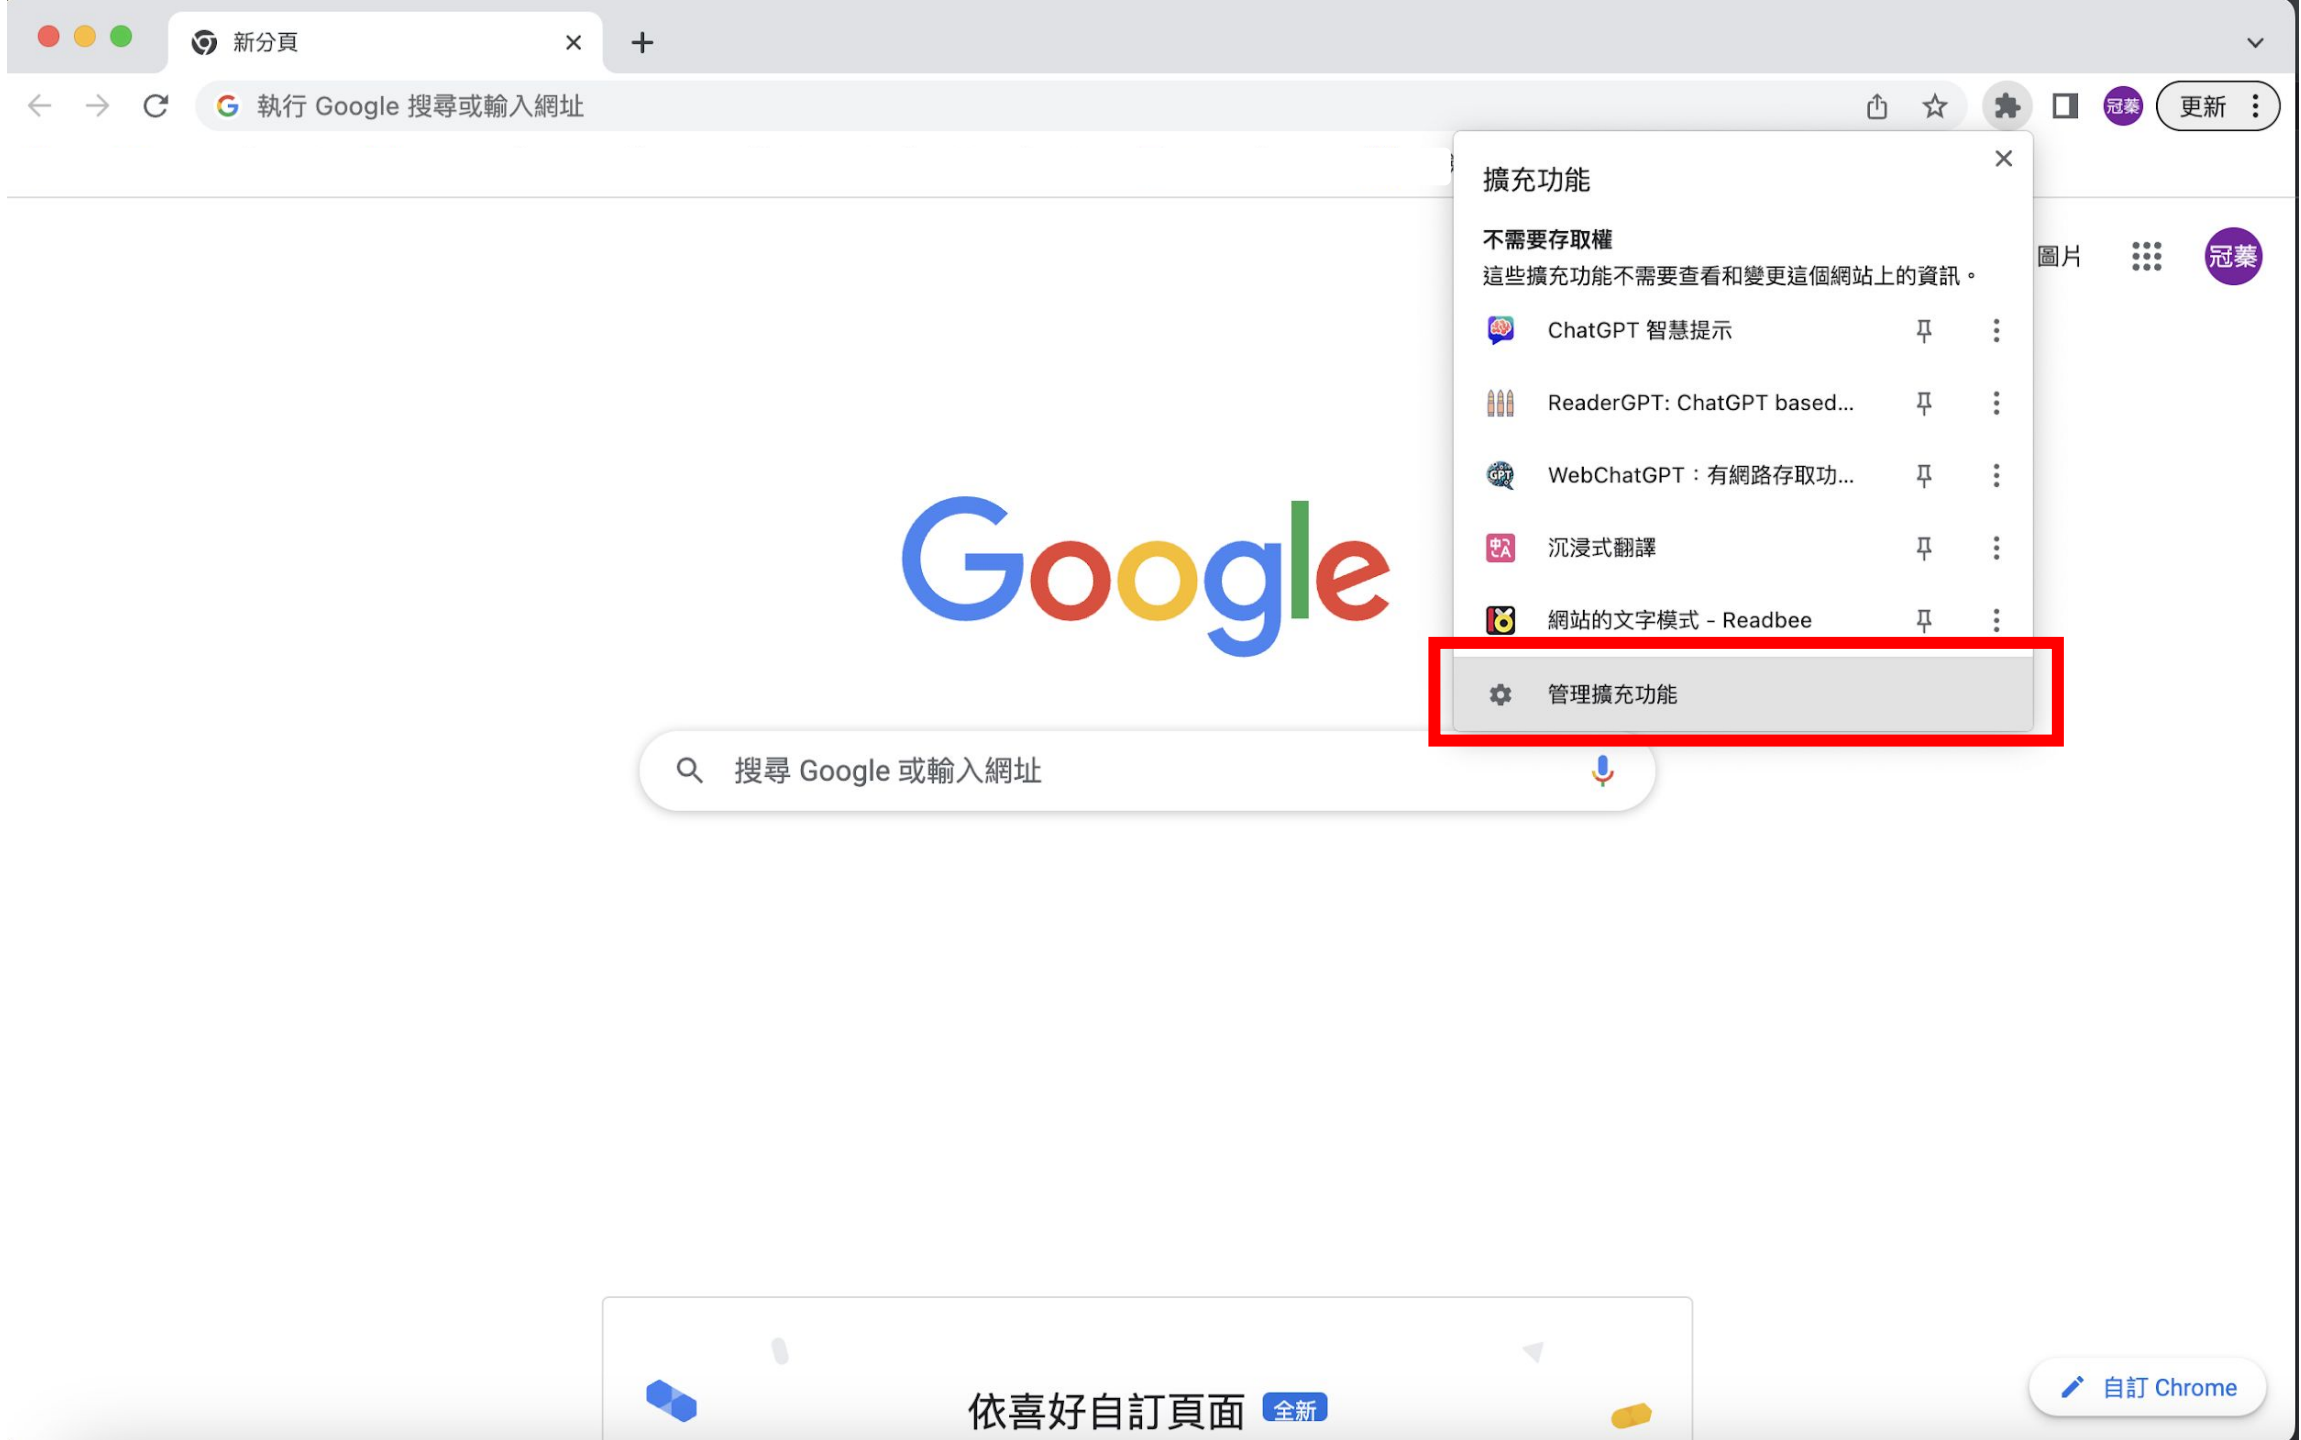 新分頁
執行 Google 搜尋或輸入網址
冠蓁
更新
擴充功能
不需要存取權
這些擴充功能不需要查看和變更這個網站上的資訊。
ChatGPT 智慧提示
ReaderGPT: ChatGPT based...
WebChatGPT：有網路存取功...
沉浸式翻譯
網站的文字模式 - Readbee
管理擴充功能
圖片
冠蓁
Google
搜尋 Google 或輸入網址
依喜好自訂頁面 全新
自訂 Chrome